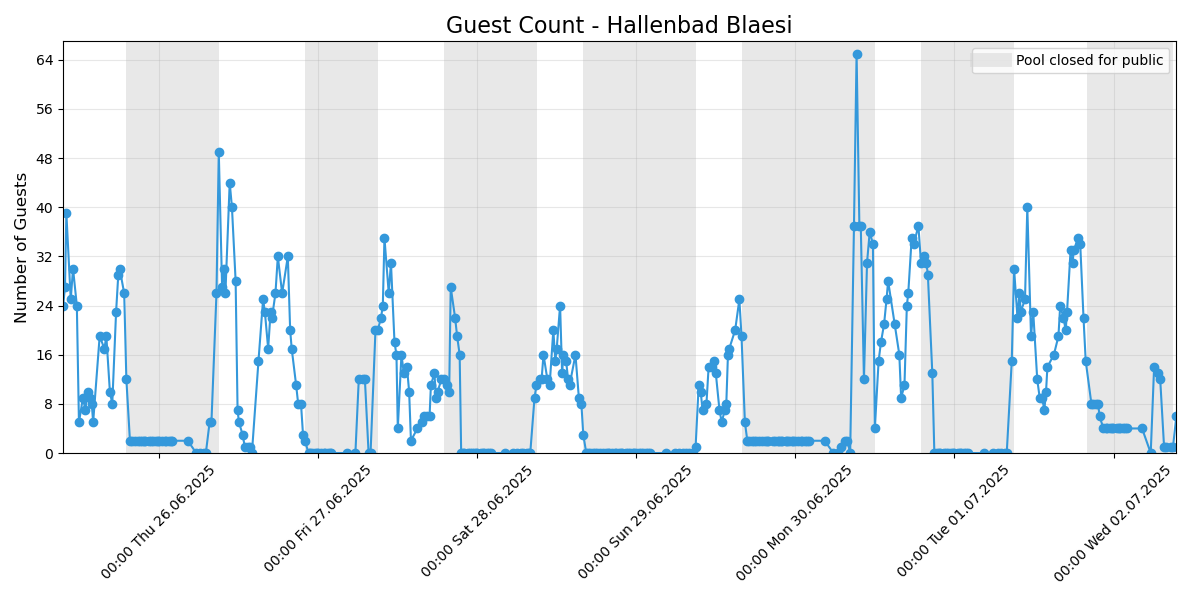 Guest Count - Hallenbad Blaesi
Pool closed for public
Number of Guests
64
56
48
40
32
24
16
8
0
00:00 Thu 26.06.2025
00:00 Fri 27.06.2025
00:00 Sat 28.06.2025
00:00 Sun 29.06.2025
00:00 Mon 30.06.2025
00:00 Tue 01.07.2025
00:00 Wed 02.07.2025